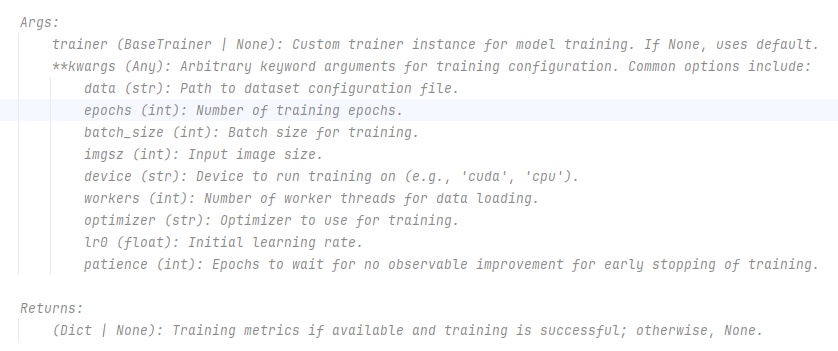 Args:
trainer (BaseTrainer | None): Custom trainer instance for model training. If None, uses default.
**kwargs (Any): Arbitrary keyword arguments for training configuration. Common options include:
data (str): Path to dataset configuration file.
epochs (int): Number of training epochs.
batch_size (int): Batch size for training.
imgsz (int): Input image size.
device (str): Device to run training on (e.g., 'cuda', 'cpu').
workers (int): Number of worker threads for data loading.
optimizer (str): Optimizer to use for training.
lr0 (float): Initial learning rate.
patience (int): Epochs to wait for no observable improvement for early stopping of training.
Returns:
(Dict | None): Training metrics if available and training is successful; otherwise, None.